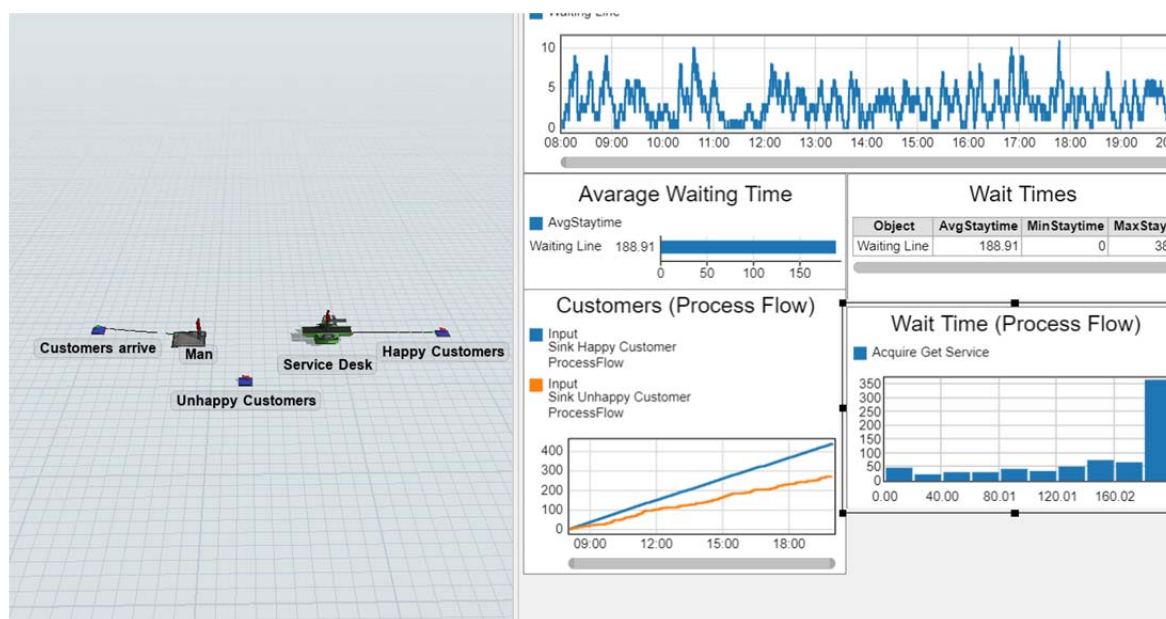 Waiting Line
10
5
0
08:00 09:00 10:00 11:00 12:00 13:00 14:00 15:00 16:00 17:00 18:00 19:00 20
Avarage Waiting Time
AvgStaytime
Waiting Line 188.91
0 50 100 150
Wait Times
Object AvgStaytime MinStaytime MaxStay
Waiting Line 188.91 0 38
Customers (Process Flow)
Input
Sink Happy Customer
ProcessFlow
Input
Sink Unhappy Customer
ProcessFlow
400
300
200
100
0
09:00 12:00 15:00 18:00
Wait Time (Process Flow)
Acquire Get Service
350
300
250
200
150
100
50
0
0.00 40.00 80.01 120.01 160.02
Customers arrive
Man
Service Desk
Happy Customers
Unhappy Customers